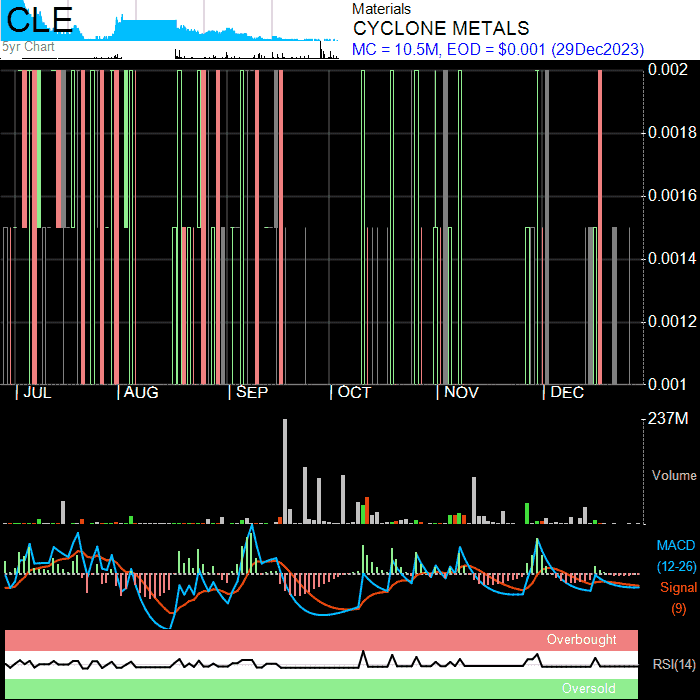 CLE
5yr Chart
Materials
CYCLONE METALS
MC = 10.5M, EOD = $0.001 (29Dec2023)
0.002
0.0018
0.0016
0.0014
0.0012
0.001
JUL AUG SEP OCT NOV DEC
237M
Volume
MACD
(12-26)
Signal
(9)
Overbought
RSI(14)
Oversold